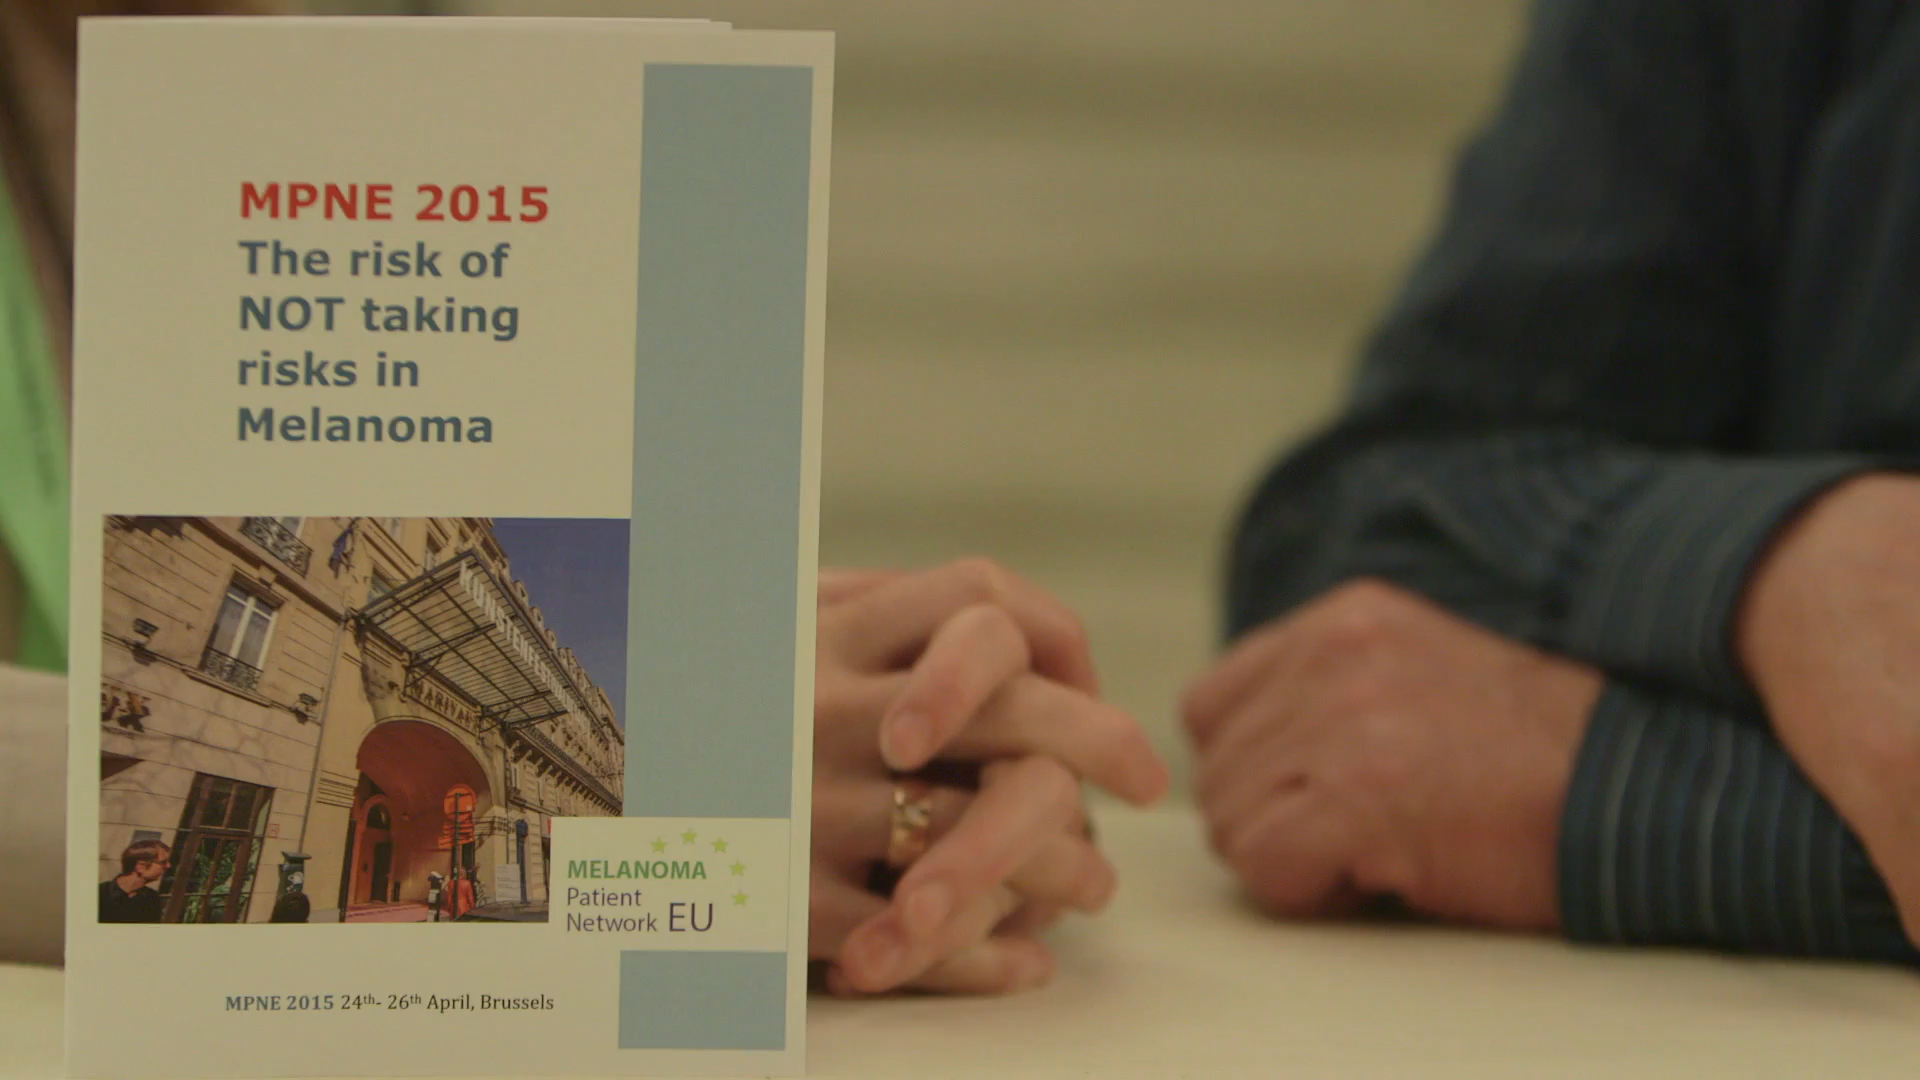 MPNE 2015
The risk of
NOT taking
risks in
Melanoma
MELANOMA
Patient
Network EU
MPNE 2015 24th- 26th April, Brussels